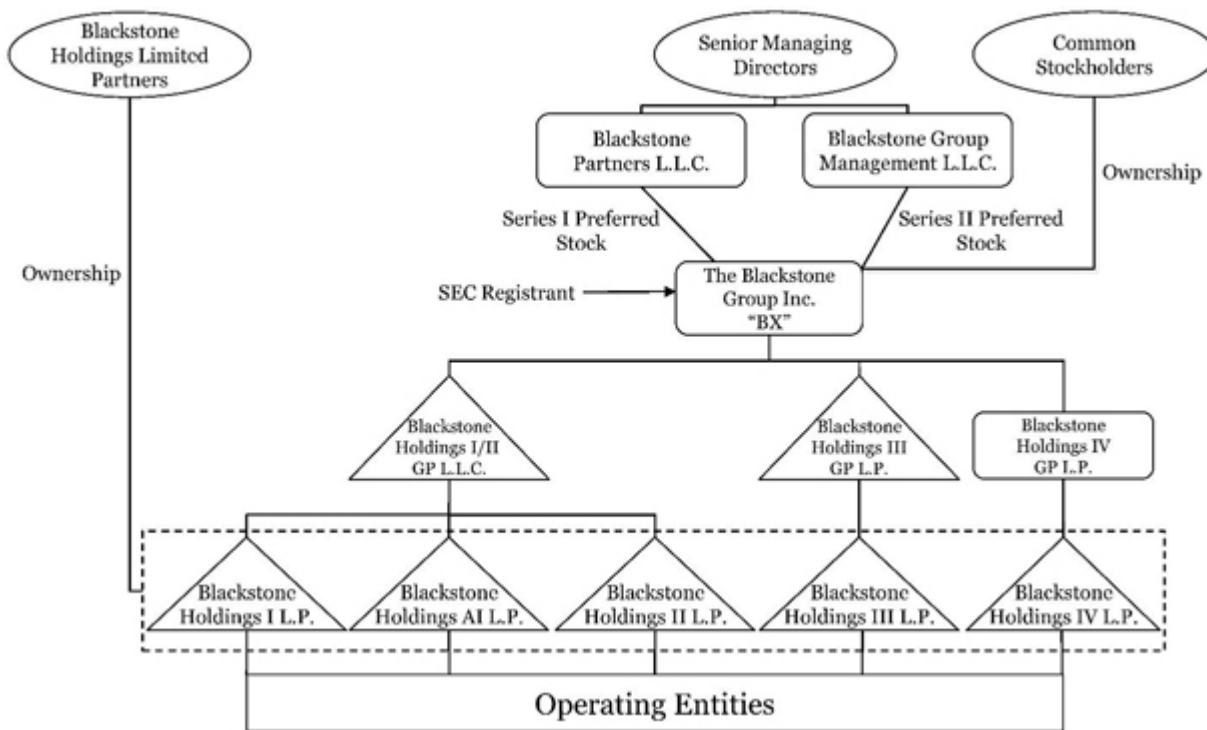 Blackstone
Holdings Limited
Partners
Senior Managing
Directors
Common
Stockholders
Blackstone
Partners L.L.C.
Blackstone Group
Management L.L.C.
Ownership
Series I Preferred
Stock
Series II Preferred
Stock
Ownership
SEC Registrant
The Blackstone
Group Inc.
“BX”
Blackstone
Holdings I/II
GP L.L.C.
Blackstone
Holdings III
GP L.P.
Blackstone
Holdings IV
GP L.P.
Blackstone
Holdings I L.P.
Blackstone
Holdings AI L.P.
Blackstone
Holdings II L.P.
Blackstone
Holdings III L.P.
Blackstone
Holdings IV L.P.
Operating Entities